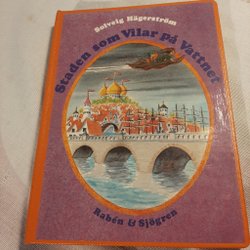 Solveig Hägerström
Staden som Vilar på Vattnet
Rabén & Sjögren